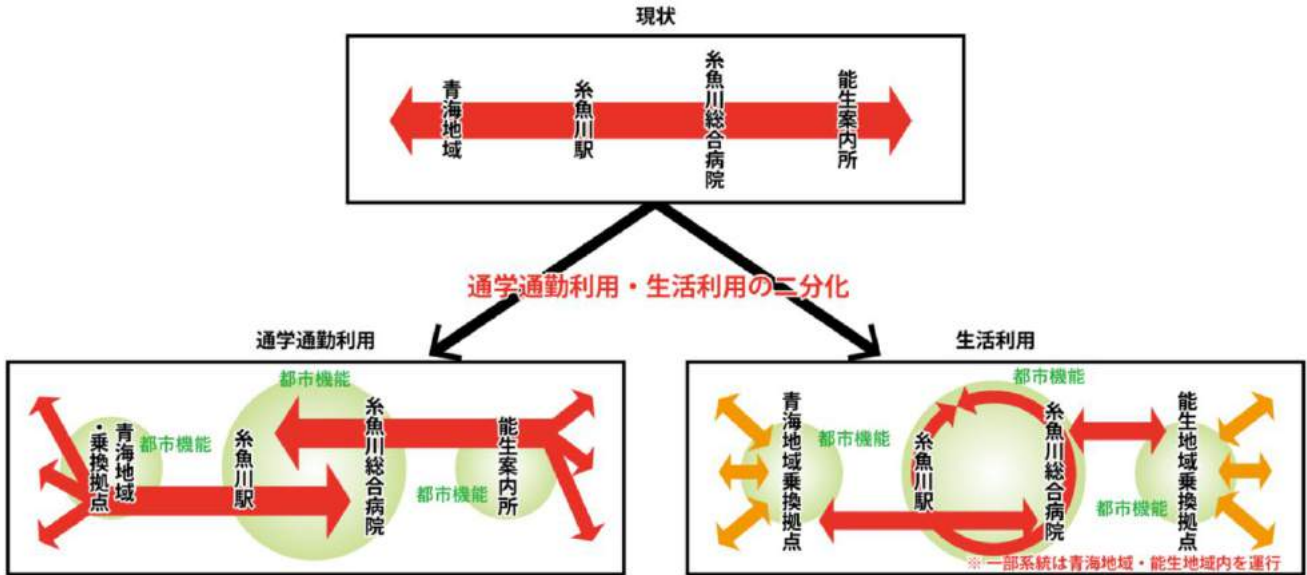 現状
青海地域
糸魚川駅
糸魚川総合病院
能生案内所
通学通勤利用・生活利用の二分化
通学通勤利用
都市機能
青海地域
・乗換拠点
都市機能
糸魚川駅
糸魚川総合病院
都市機能
能生案内所
生活利用
都市機能
青海地域乗換拠点
都市機能
糸魚川駅
糸魚川総合病院
都市機能
能生地域乗換拠点
※一部系統は青海地域・能生地域内を運行